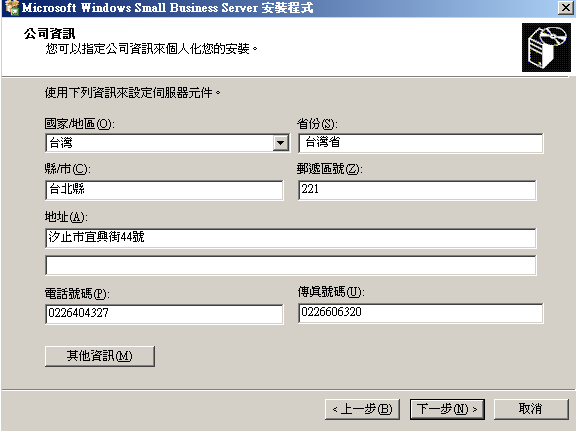 Microsoft Windows Small Business Server 安裝程式
公司資訊
您可以指定公司資訊來個人化您的安裝。
使用下列資訊來設定伺服器元件。
國家/地區(O):
省份(S):
台灣
台灣省
縣/市(C):
郵遞區號(Z):
台北縣
221
地址(A):
汐止市宜興街44號
電話號碼(P):
傳真號碼(U):
0226404327
0226606320
其他資訊(M)
< 上一步(B)
下一步(N) >
取消